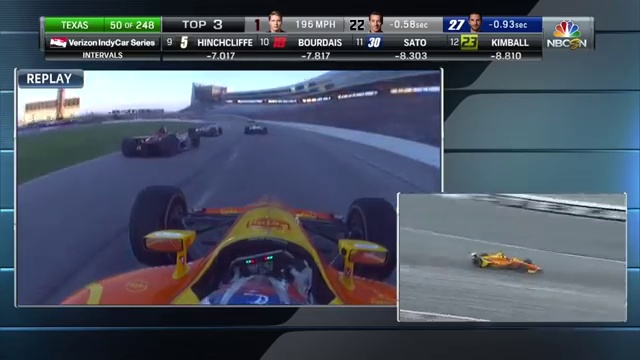 TEXAS 50 OF 248 TOP 3 1 196 MPH 22 -0.58sec 27 -0.93sec
Verizon IndyCar Series 9 5 HINCHCLIFFE 10 18 BOURDAIS 11 30 SATO 12 23 KIMBALL NBCSN
INTERVALS -7.017 -7.817 -8.303 -8.810
REPLAY